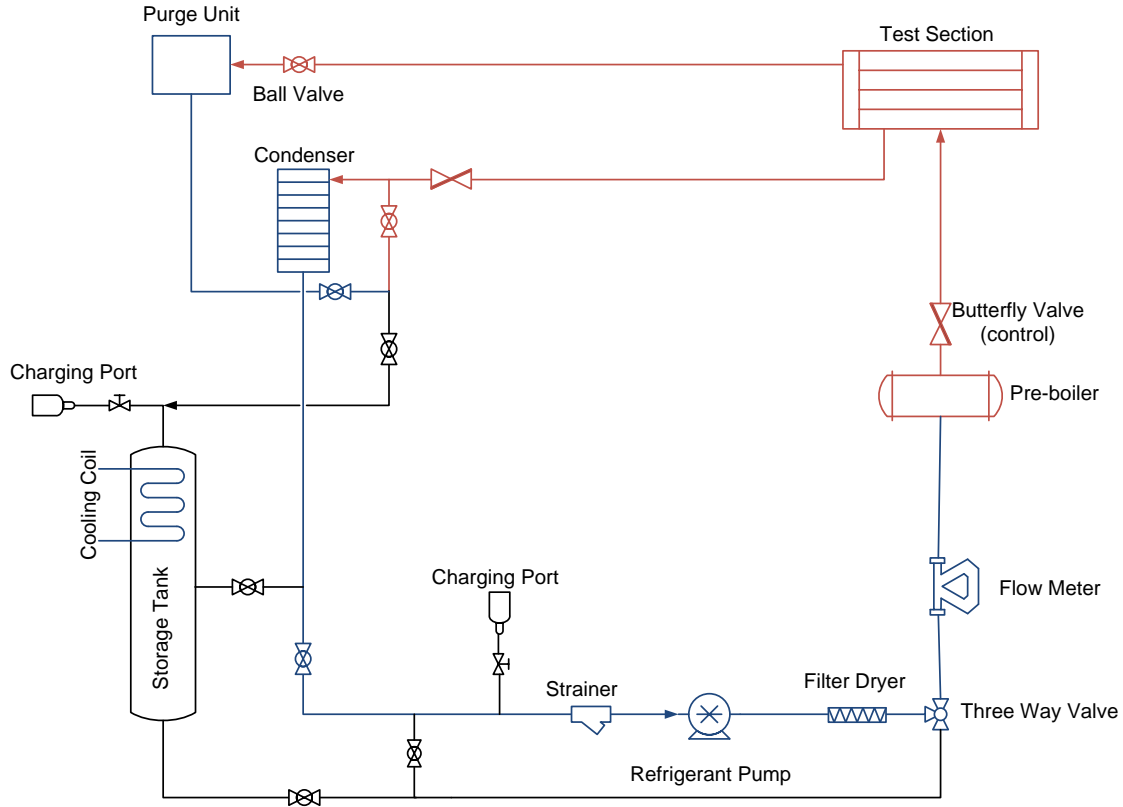 Purge Unit
Test Section
Ball Valve
Condenser
Butterfly Valve
(control)
Charging Port
Pre-boiler
Cooling Coil
Storage Tank
Charging Port
Flow Meter
Strainer
Filter Dryer
Three Way Valve
Refrigerant Pump